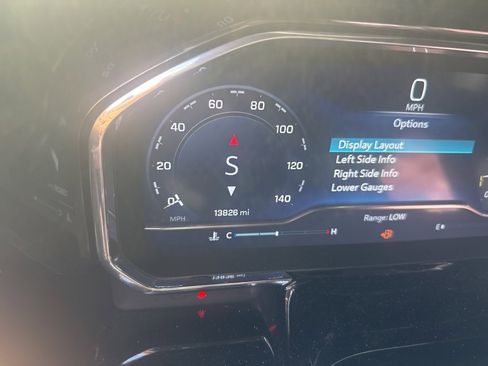 0
MPH
Options
Display Layout
Left Side Info
Right Side Info
Lower Gauges
20
40
60
80
100
120
140
S
MPH
13826 mi
Range: LOW
C
H
E